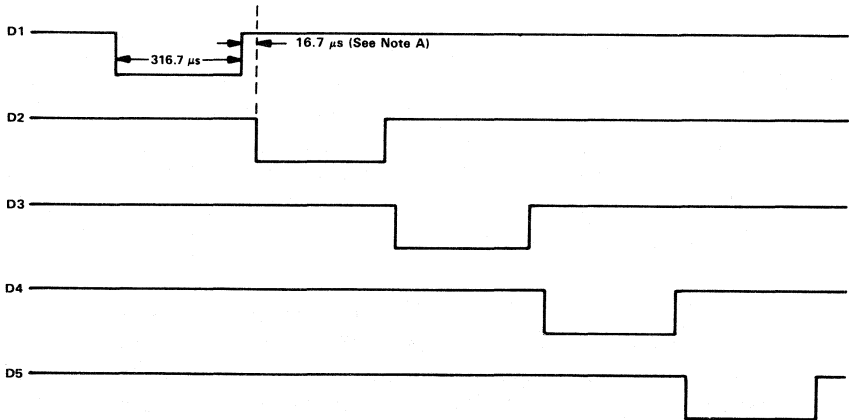 D1
16.7 μs (See Note A)
316.7 μs
D2
D3
D4
D5